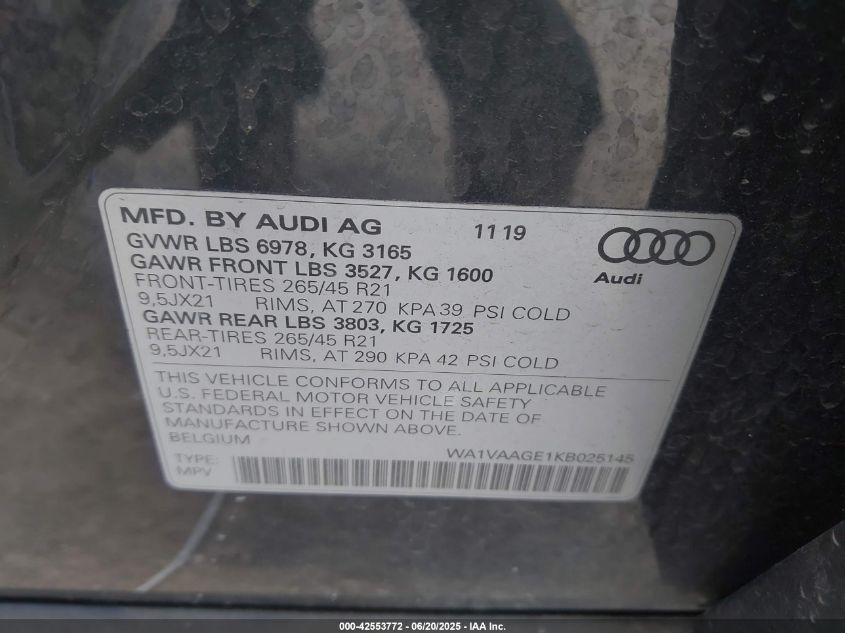 MFD. BY AUDI AG 11 19
GVWR LBS 6978, KG 3165
GAWR FRONT LBS 3527, KG 1600
FRONT-TIRES 265/45 R21
9,5JX21 RIMS, AT 270 KPA 39 PSI COLD
GAWR REAR LBS 3803, KG 1725
REAR-TIRES 265/45 R21
9,5JX21 RIMS, AT 290 KPA 42 PSI COLD
Audi
THIS VEHICLE CONFORMS TO ALL APPLICABLE
U.S. FEDERAL MOTOR VEHICLE SAFETY
STANDARDS IN EFFECT ON THE DATE OF
MANUFACTURE SHOWN ABOVE.
BELGIUM
WA1VAAGE1KB025145
TYPE:
MPV
000-42553772 - 06/20/2025 - IAA Inc.